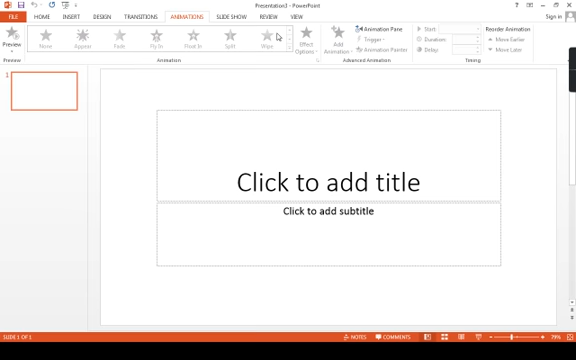 Presentation3 - PowerPoint
FILE HOME INSERT DESIGN TRANSITIONS ANIMATIONS SLIDE SHOW REVIEW VIEW Sign in
Preview
None Appear Fade Fly In Float In Split Wipe
Effect Options
Add Animation
Animation Pane
Trigger
Animation Painter
Start:
Duration:
Delay:
Reorder Animation
Move Earlier
Move Later
Preview Animation Advanced Animation Timing
1
Click to add title
Click to add subtitle
SLIDE 1 OF 1 NOTES COMMENTS 79%